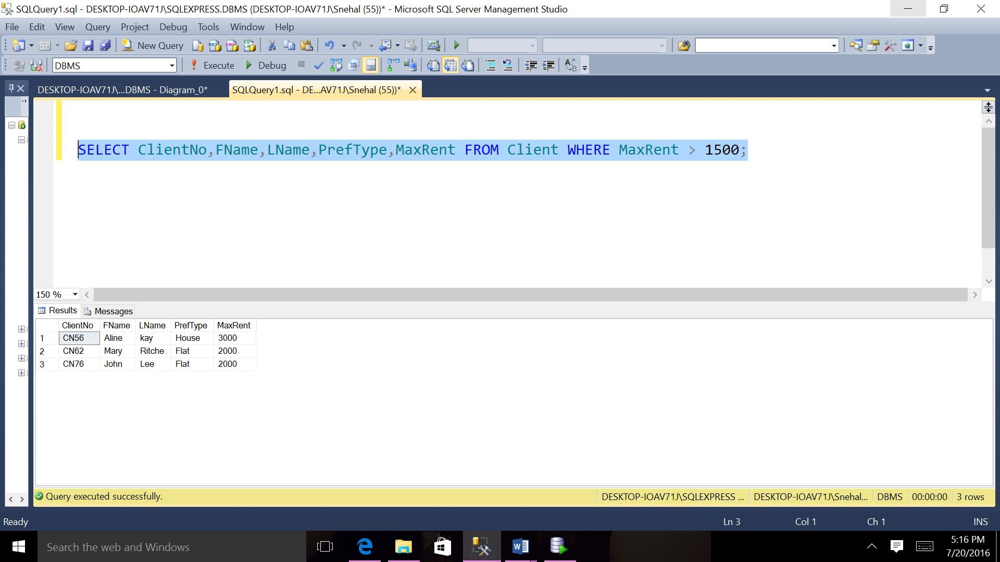 SQLQuery1.sql - DESKTOP-IOAV71J\SQLEXPRESS.DBMS (DESKTOP-IOAV71J\Snehal (55))* - Microsoft SQL Server Management Studio
File Edit View Query Project Debug Tools Window Help
New Query
DBMS Execute Debug
DESKTOP-IOAV71J\...DBMS - Diagram_0* SQLQuery1.sql - DE...AV71J\Snehal (55))*
SELECT ClientNo,FName,LName,PrefType,MaxRent FROM Client WHERE MaxRent > 1500;
150 %
Results Messages
ClientNo FName LName PrefType MaxRent
1 CN56 Aline kay House 3000
2 CN62 Mary Ritche Flat 2000
3 CN76 John Lee Flat 2000
Query executed successfully. DESKTOP-IOAV71J\SQLEXPRESS ... DESKTOP-IOAV71J\Snehal... DBMS 00:00:00 3 rows
Ready Ln 3 Col 1 Ch 1 INS
Search the web and Windows
5:16 PM
7/20/2016